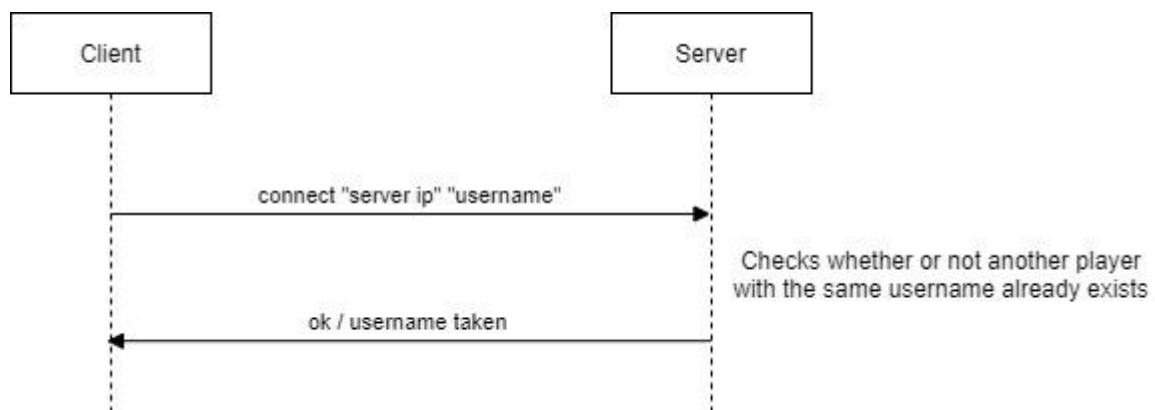 Client
Server
connect "server ip" "username"
Checks whether or not another player
with the same username already exists
ok / username taken